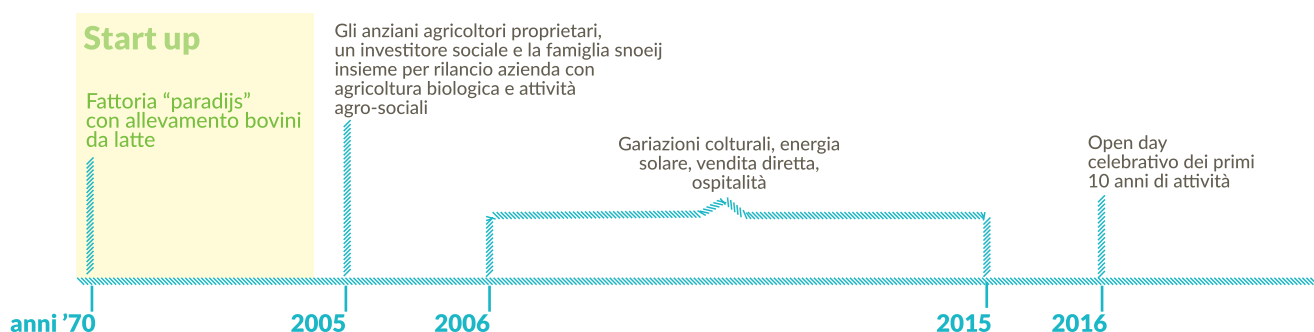 Start up
Fattoria “paradijs”
con allevamento bovini
da latte
Gli anziani agricoltori proprietari,
un investitore sociale e la famiglia snoeij
insieme per rilancio azienda con
agricoltura biologica e attività
agro-sociali
Gariazioni colturali, energia
solare, vendita diretta,
ospitalità
Open day
celebrativo dei primi
10 anni di attività
anni ’70
2005
2006
2015
2016